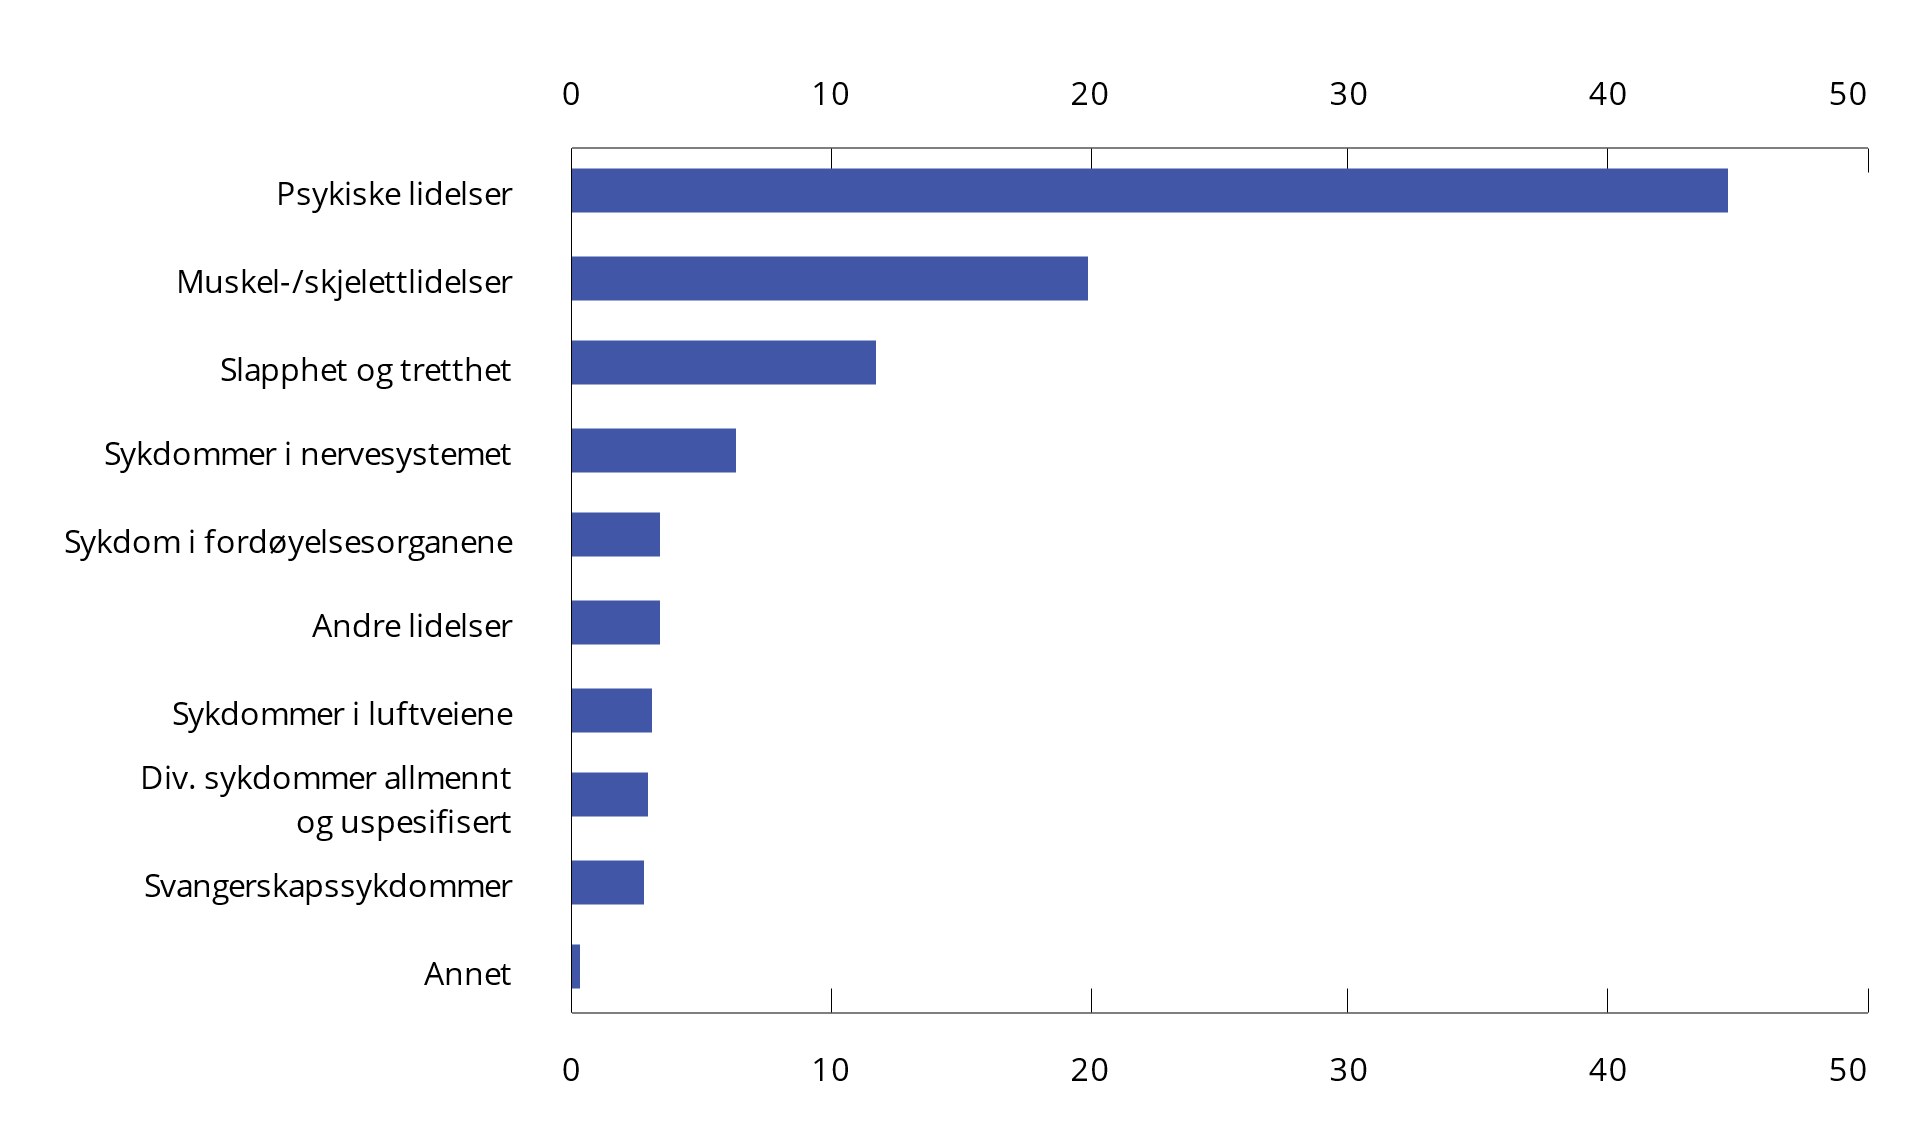 0 10 20 30 40 50
Psykiske lidelser
Muskel-/skjelettlidelser
Slapphet og tretthet
Sykdommer i nervesystemet
Sykdom i fordøyelsesorganene
Andre lidelser
Sykdommer i luftveiene
Div. sykdommer allmennt
og uspesifisert
Svangerskapssykdommer
Annet
0 10 20 30 40 50